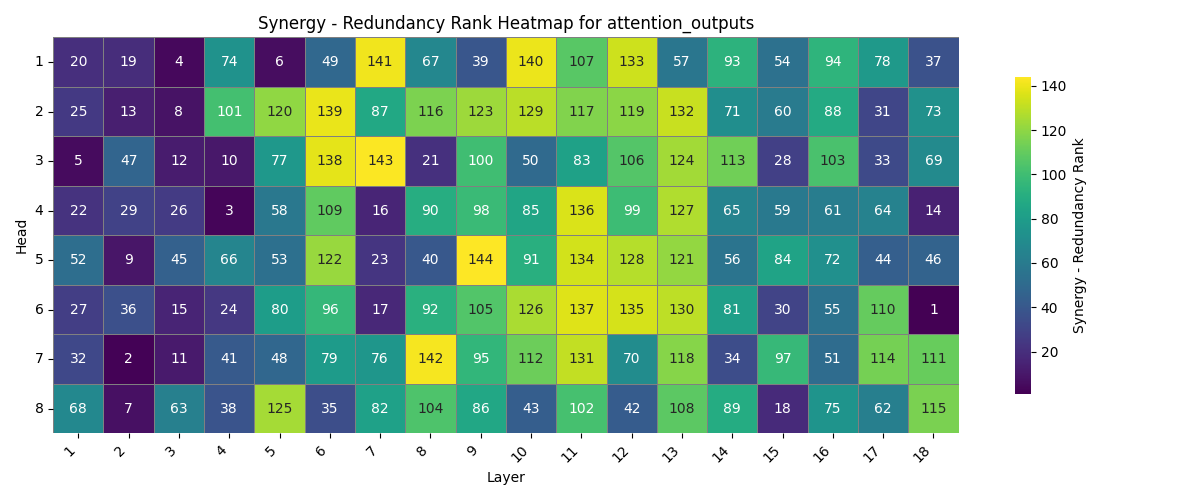 Synergy - Redundancy Rank Heatmap for attention_outputs
Head
1 20 19 4 74 6 49 141 67 39 140 107 133 57 93 54 94 78 37
2 25 13 8 101 120 139 87 116 123 129 117 119 132 71 60 88 31 73
3 5 47 12 10 77 138 143 21 100 50 83 106 124 113 28 103 33 69
4 22 29 26 3 58 109 16 90 98 85 136 99 127 65 59 61 64 14
5 52 9 45 66 53 122 23 40 144 91 134 128 121 56 84 72 44 46
6 27 36 15 24 80 96 17 92 105 126 137 135 130 81 30 55 110 1
7 32 2 11 41 48 79 76 142 95 112 131 70 118 34 97 51 114 111
8 68 7 63 38 125 35 82 104 86 43 102 42 108 89 18 75 62 115
1 2 3 4 5 6 7 8 9 10 11 12 13 14 15 16 17 18
Layer
140
120
100
80
60
40
20
Synergy - Redundancy Rank